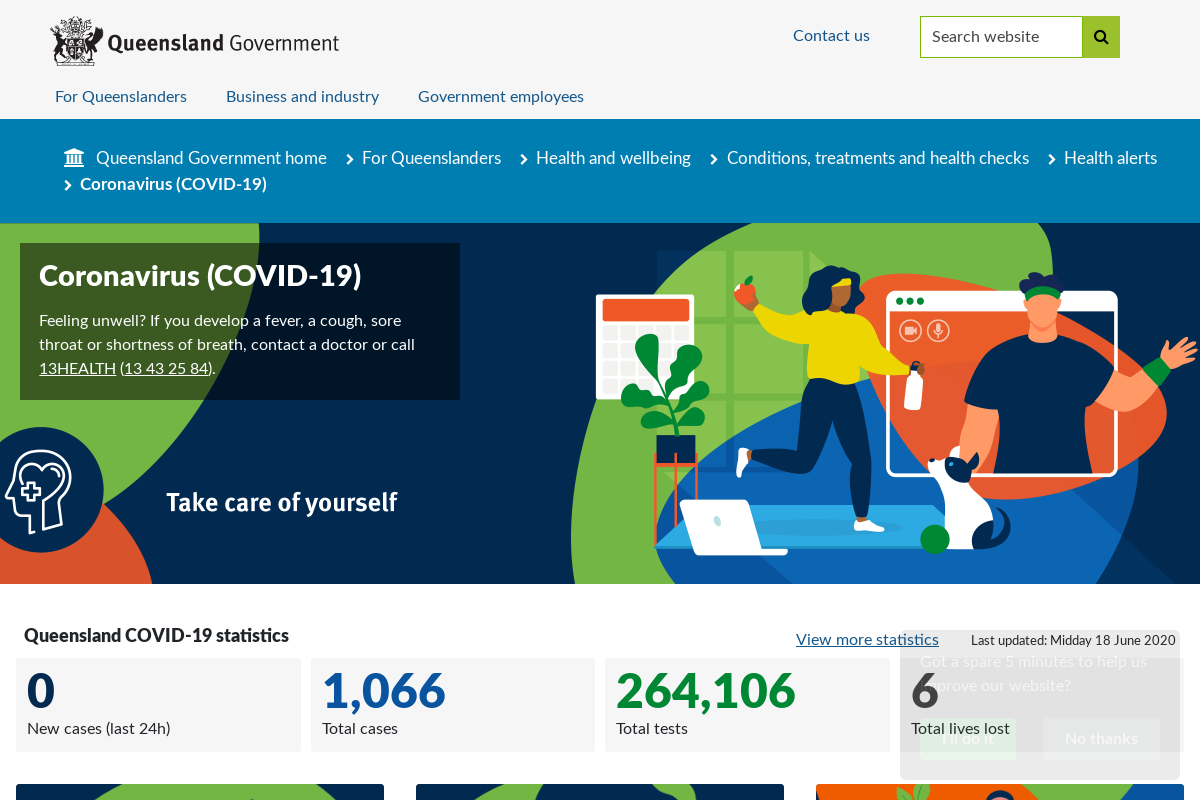 Queensland Government
Contact us
Search website
For Queenslanders
Business and industry
Government employees
Queensland Government home
For Queenslanders
Health and wellbeing
Conditions, treatments and health checks
Health alerts
Coronavirus (COVID-19)
Coronavirus (COVID-19)
Feeling unwell? If you develop a fever, a cough, sore
throat or shortness of breath, contact a doctor or call
13HEALTH (13 43 25 84).
Take care of yourself
Queensland COVID-19 statistics
View more statistics
Last updated: Midday 18 June 2020
0
New cases (last 24h)
1,066
Total cases
264,106
Total tests
6
Total lives lost
Got a spare 5 minutes to help us
improve our website?
I'll do it
No thanks